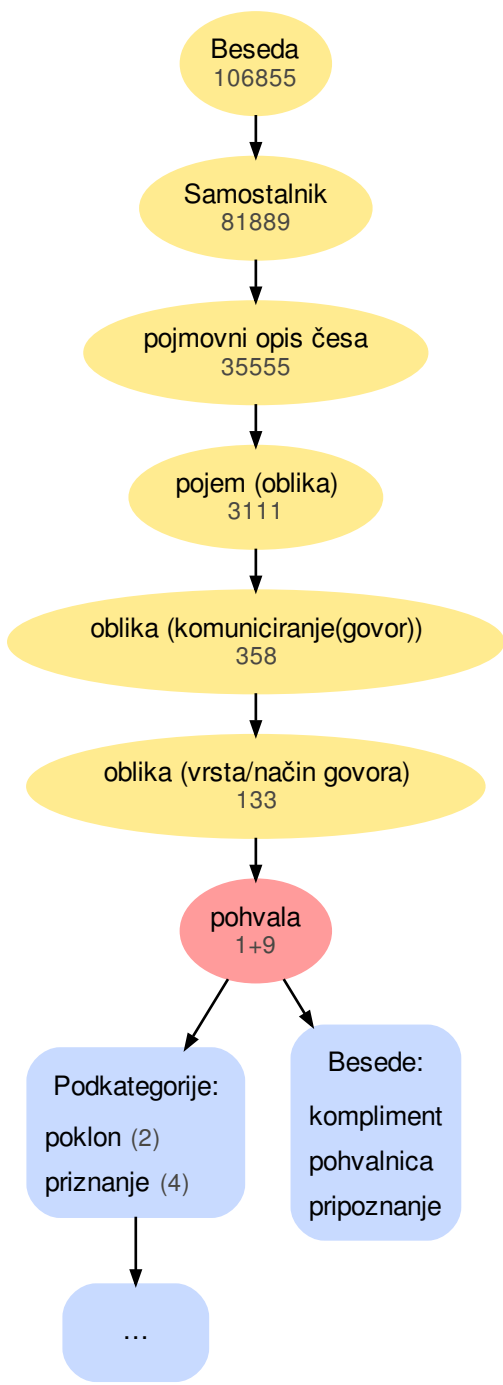 Beseda
106855
Samostalnik
81889
pojmovni opis česa
35555
pojem (oblika)
3111
oblika (komuniciranje(govor))
358
oblika (vrsta/način govora)
133
pohvala
1+9
Podkategorije:
poklon (2)
priznanje (4)
Besede:
kompliment
pohvalnica
pripoznanje
...